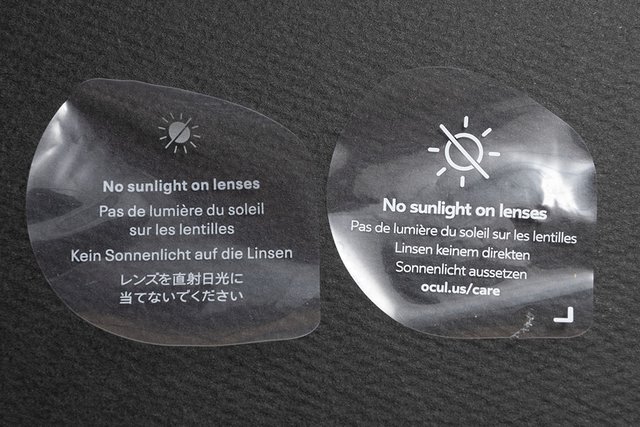 No sunlight on lenses
Pas de lumière du soleil
sur les lentilles
Kein Sonnenlicht auf die Linsen
レンズを直射日光に
当てないでください
No sunlight on lenses
Pas de lumière du soleil sur les lentilles
Linsen keinem direkten
Sonnenlicht aussetzen
ocul.us/care